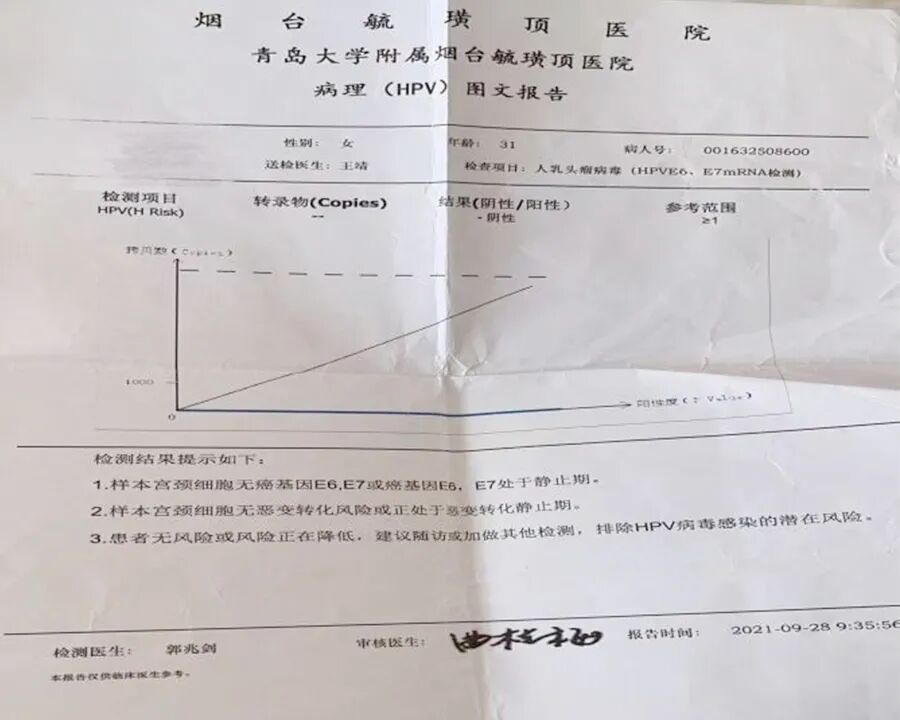 烟台毓璜顶医院
青岛大学附属烟台毓璜顶医院
病理（HPV）图文报告
性别： 女 年龄： 31 病人号： 001632508600
送检医生：王靖 检查项目：人乳头瘤病毒（HPVE6、E7mRNA检测）
检测项目 转录物(Copies) 结果(阴性/阳性） 参考范围
HPV(H Risk) -- -阴性 ≥1
拷贝数（Copies）
1000
0
阳性度（? Value）
检测结果提示如下：
1.样本宫颈细胞无癌基因E6,E7或癌基因E6，E7处于静止期。
2.样本宫颈细胞无恶变转化风险或正处于恶变转化静止期。
3.患者无风险或风险正在降低，建议随访或加做其他检测，排除HPV病毒感染的潜在风险。
检测医生： 郭兆剑 审核医生： 报告时间： 2021-09-28 9:35:56
本报告仅供临床医生参考。